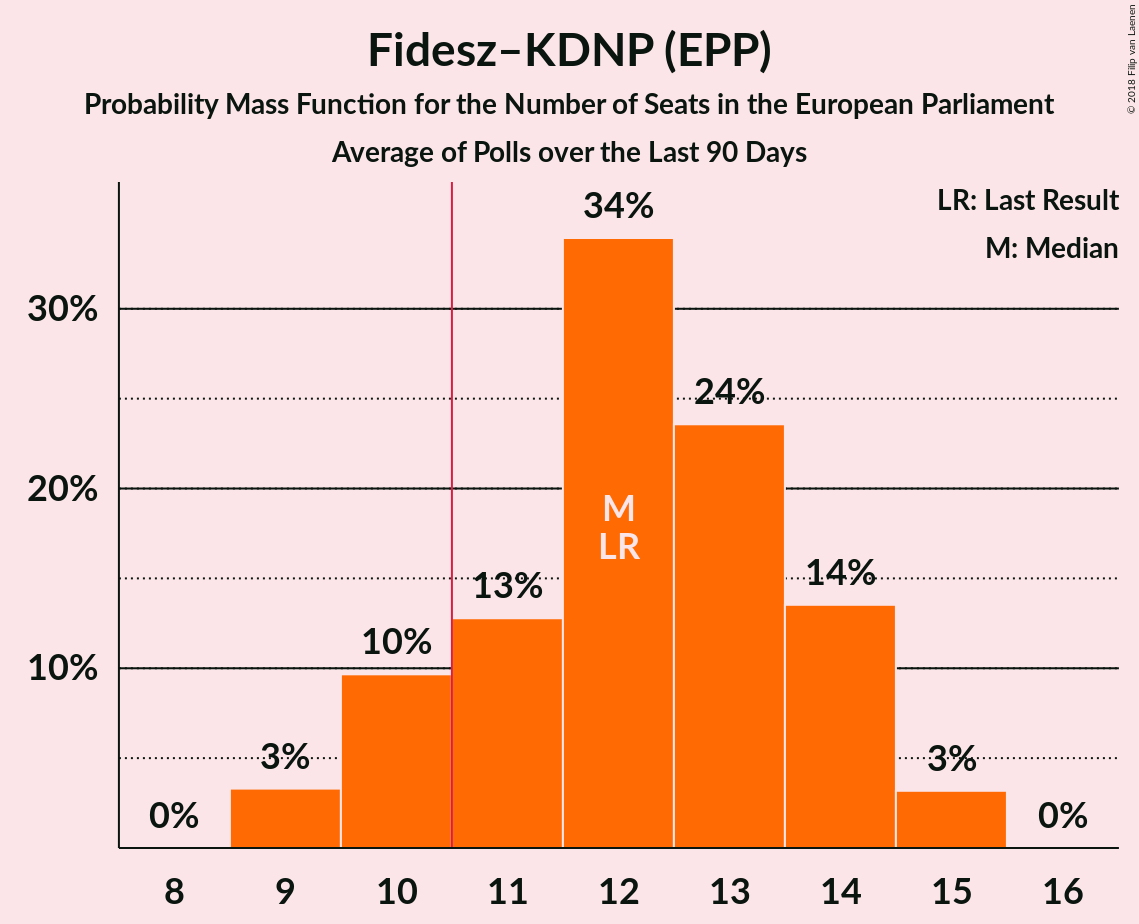 Fidesz–KDNP (EPP)
Probability Mass Function for the Number of Seats in the European Parliament
Average of Polls over the Last 90 Days
© 2018 Filip van Laenen
LR: Last Result
M: Median
30%
20%
10%
0%
3%
10%
13%
34%
24%
14%
3%
0%
M
LR
8
9
10
11
12
13
14
15
16